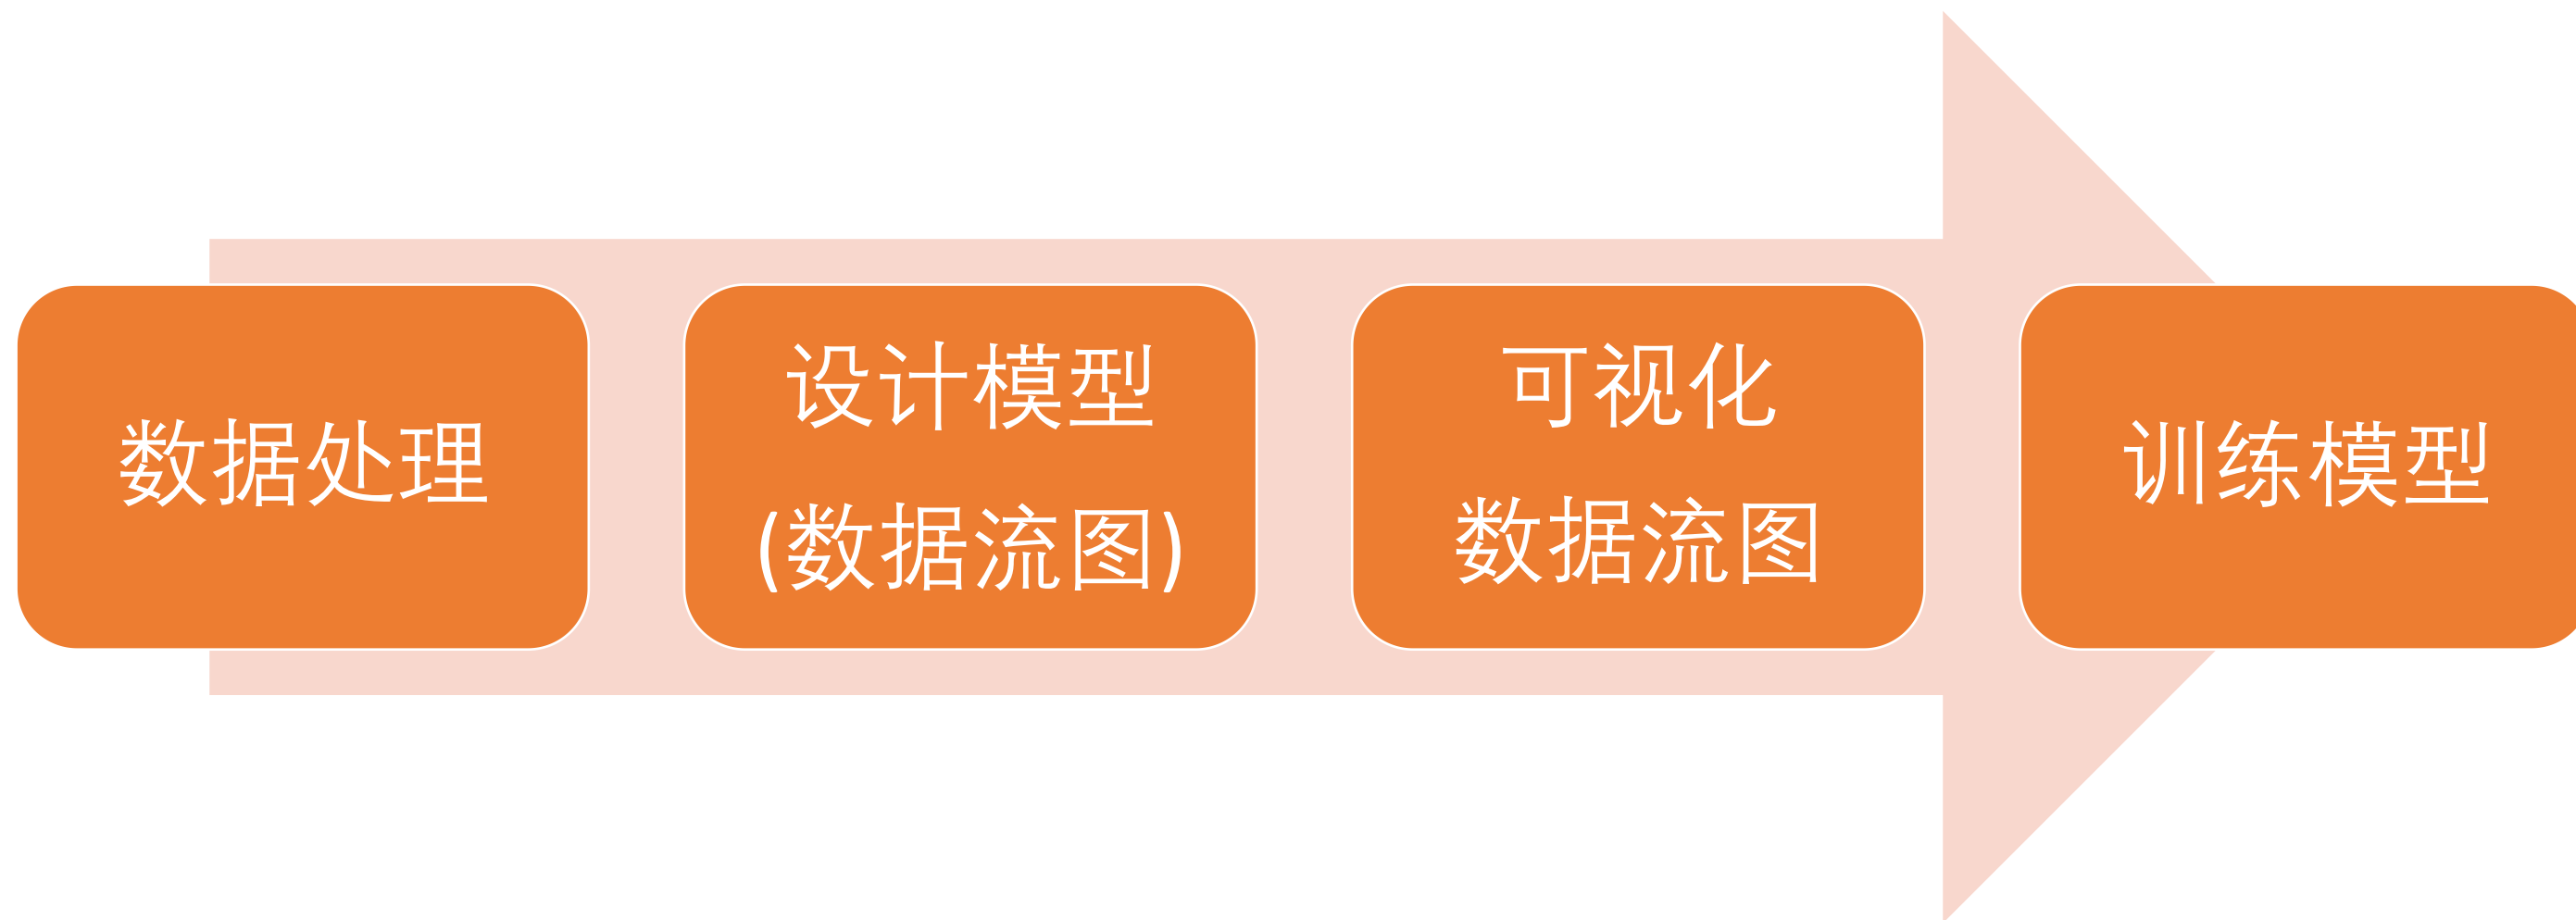 数据处理
设计模型
(数据流图)
可视化
数据流图
训练模型